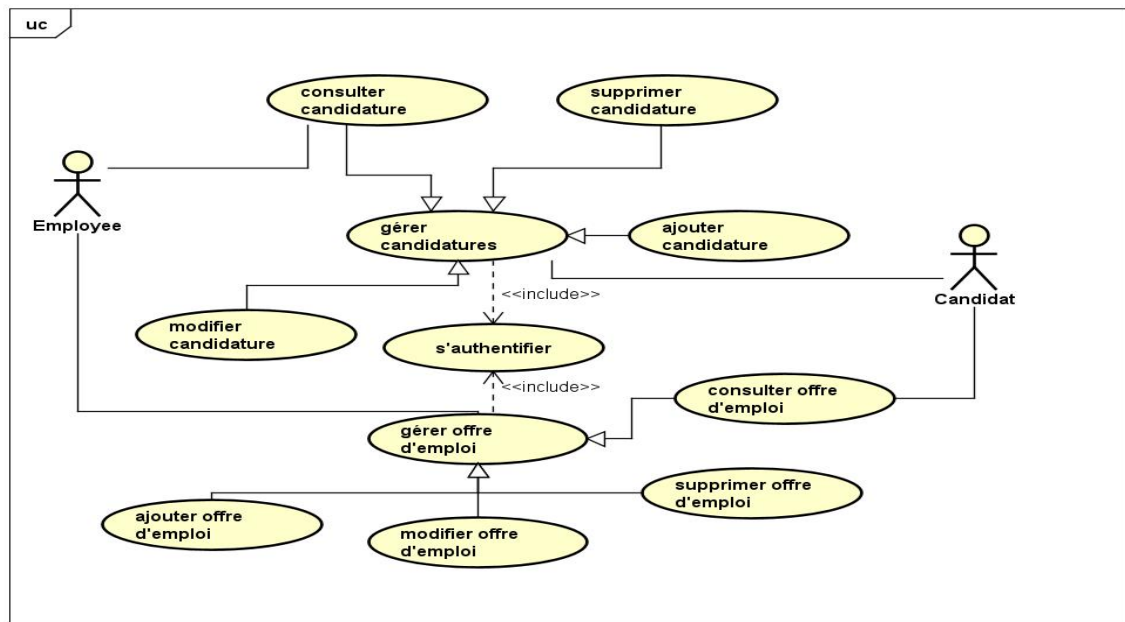 uc
consulter
candidature
supprimer
candidature
Employee
gérer
candidatures
ajouter
candidature
<<include>>
Candidat
modifier
candidature
s'authentifier
<<include>>
consulter offre
d'emploi
gérer offre
d'emploi
supprimer offre
d'emploi
ajouter offre
d'emploi
modifier offre
d'emploi